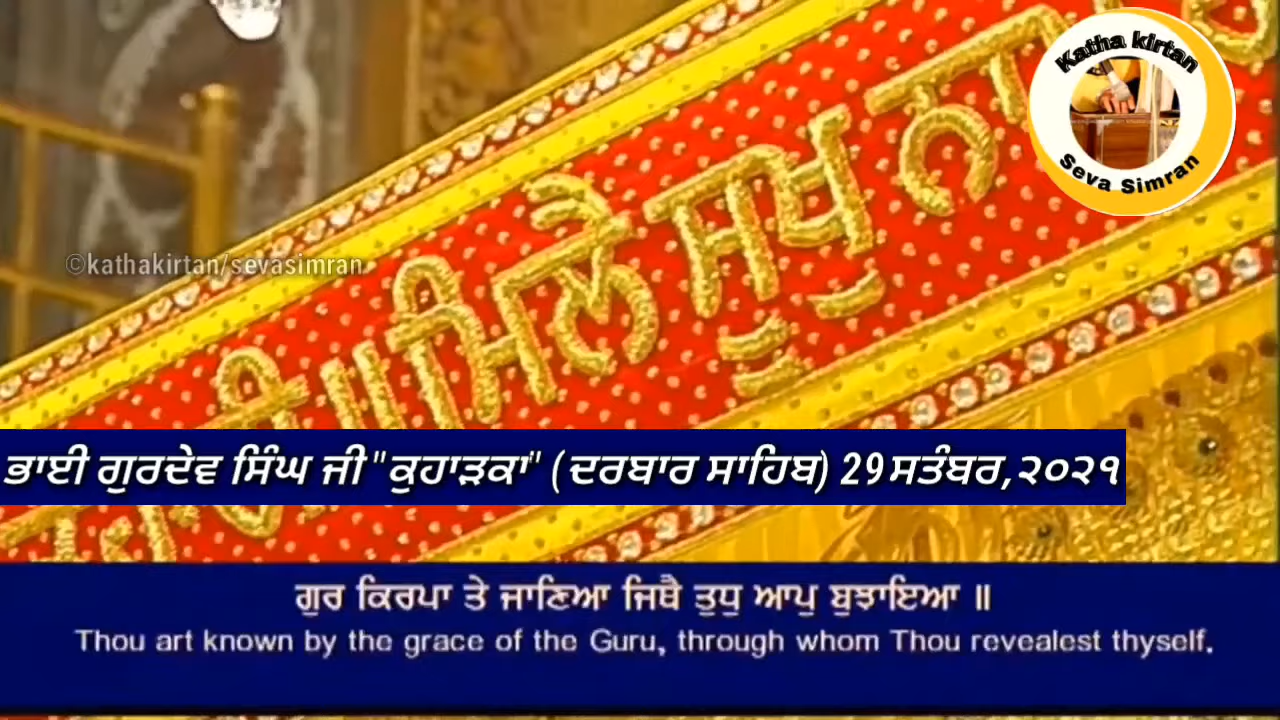 Katha kirtan
Seva Simran
©kathakirtan/sevasimran
ਮਿਲੈ ਸੁਖੁ
ਭਾਈ ਗੁਰਦੇਵ ਸਿੰਘ ਜੀ "ਕੁਹਾੜਕਾ" (ਦਰਬਾਰ ਸਾਹਿਬ) 29 ਸਤੰਬਰ,੨੦੨੧
ਗੁਰ ਕਿਰਪਾ ਤੇ ਜਾਣਿਆ ਜਿਥੈ ਤੁਧੁ ਆਪੁ ਬੁਝਾਇਆ ॥
Thou art known by the grace of the Guru, through whom Thou revealest thyself.